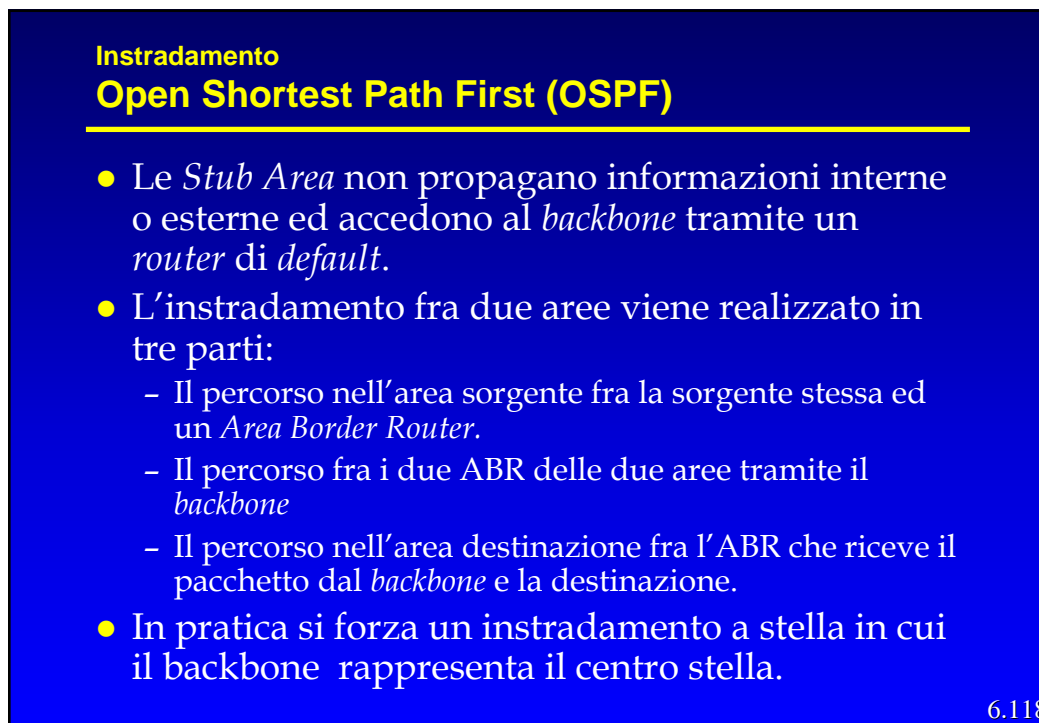 Instradamento
Open Shortest Path First (OSPF)
● Le Stub Area non propagano informazioni interne
o esterne ed accedono al backbone tramite un
router di default.
● L’instradamento fra due aree viene realizzato in
tre parti:
– Il percorso nell’area sorgente fra la sorgente stessa ed
un Area Border Router.
– Il percorso fra i due ABR delle due aree tramite il
backbone
– Il percorso nell’area destinazione fra l’ABR che riceve il
pacchetto dal backbone e la destinazione.
● In pratica si forza un instradamento a stella in cui
il backbone rappresenta il centro stella.
6.118